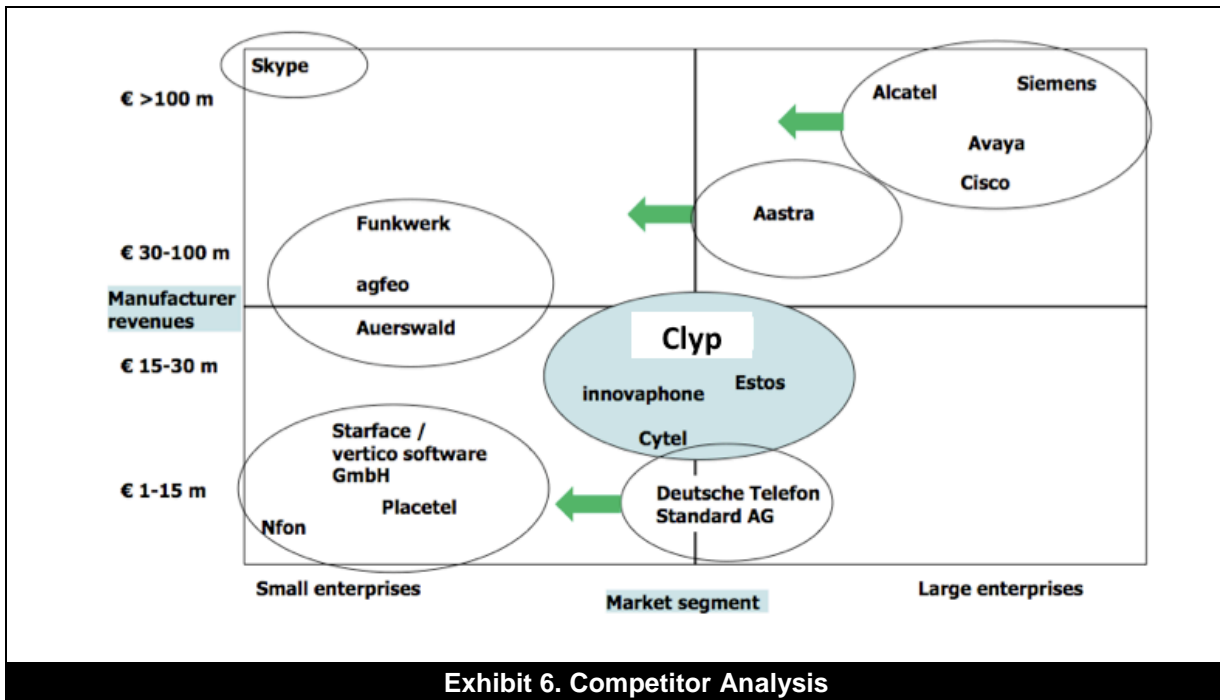 Skype
€ >100 m
Alcatel
Siemens
Avaya
Cisco
Aastra
Funkwerk
€ 30-100 m
agfeo
Manufacturer
revenues
Auerswald
Clyp
€ 15-30 m
innovaphone
Estos
Cytel
Starface /
vertico software
GmbH
€ 1-15 m
Placetel
Nfon
Deutsche Telefon
Standard AG
Small enterprises
Market segment
Large enterprises
Exhibit 6. Competitor Analysis